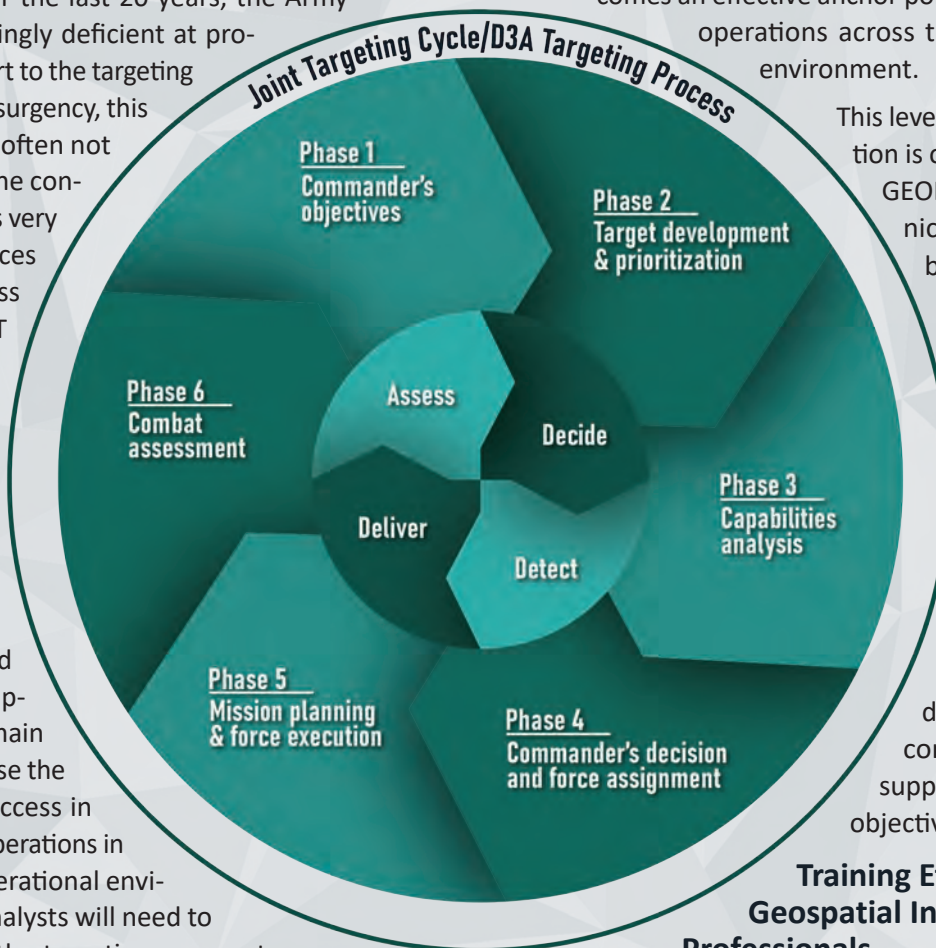 r the last 20 years, the Army
ingly deficient at pro-
rt to the targeting
surgency, this
often not
ne con-
s very
ces
ss
T
d
p-
main
se the
ccess in
perations in
erational envi-
nalysts will need to
comes an effective anchor po
operations across t
environment.
This leve
tion is c
GEO
nic
b
d
co
supp
objectiv
Training E
Geospatial In
Professionals
Joint Targeting Cycle/D3A Targeting Process
Phase 1
Commander's
objectives
Phase 2
Target development
& prioritization
Phase 3
Capabilities
analysis
Phase 4
Commander's decision
and force assignment
Phase 5
Mission planning
& force execution
Phase 6
Combat
assessment
Assess
Decide
Detect
Deliver